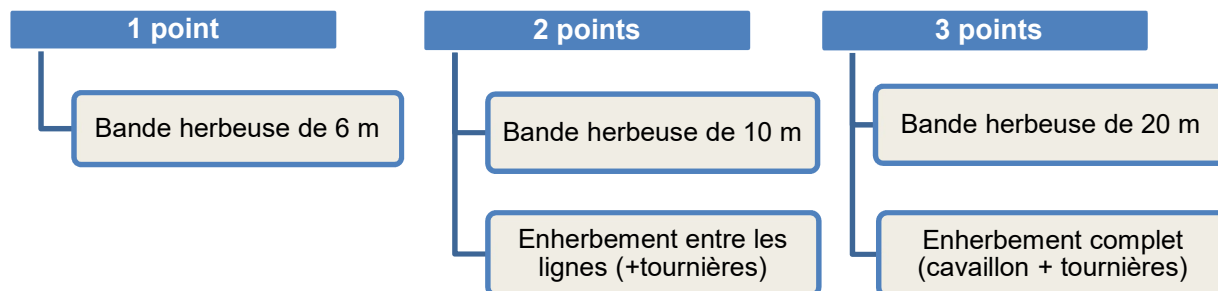 1 point
Bande herbeuse de 6 m
2 points
Bande herbeuse de 10 m
Enherbement entre les
lignes (+tournières)
3 points
Bande herbeuse de 20 m
Enherbement complet
(cavaillon + tournières)